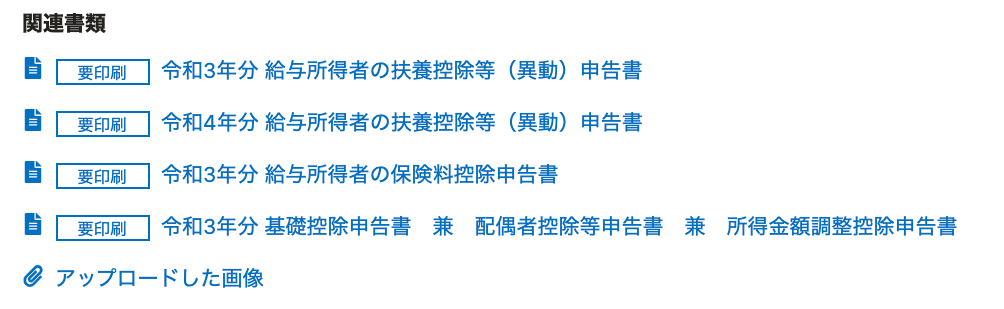 関連書類
要印刷 令和3年分 給与所得者の扶養控除等（異動）申告書
要印刷 令和4年分 給与所得者の扶養控除等（異動）申告書
要印刷 令和3年分 給与所得者の保険料控除申告書
要印刷 令和3年分 基礎控除申告書　兼　配偶者控除等申告書　兼　所得金額調整控除申告書
アップロードした画像